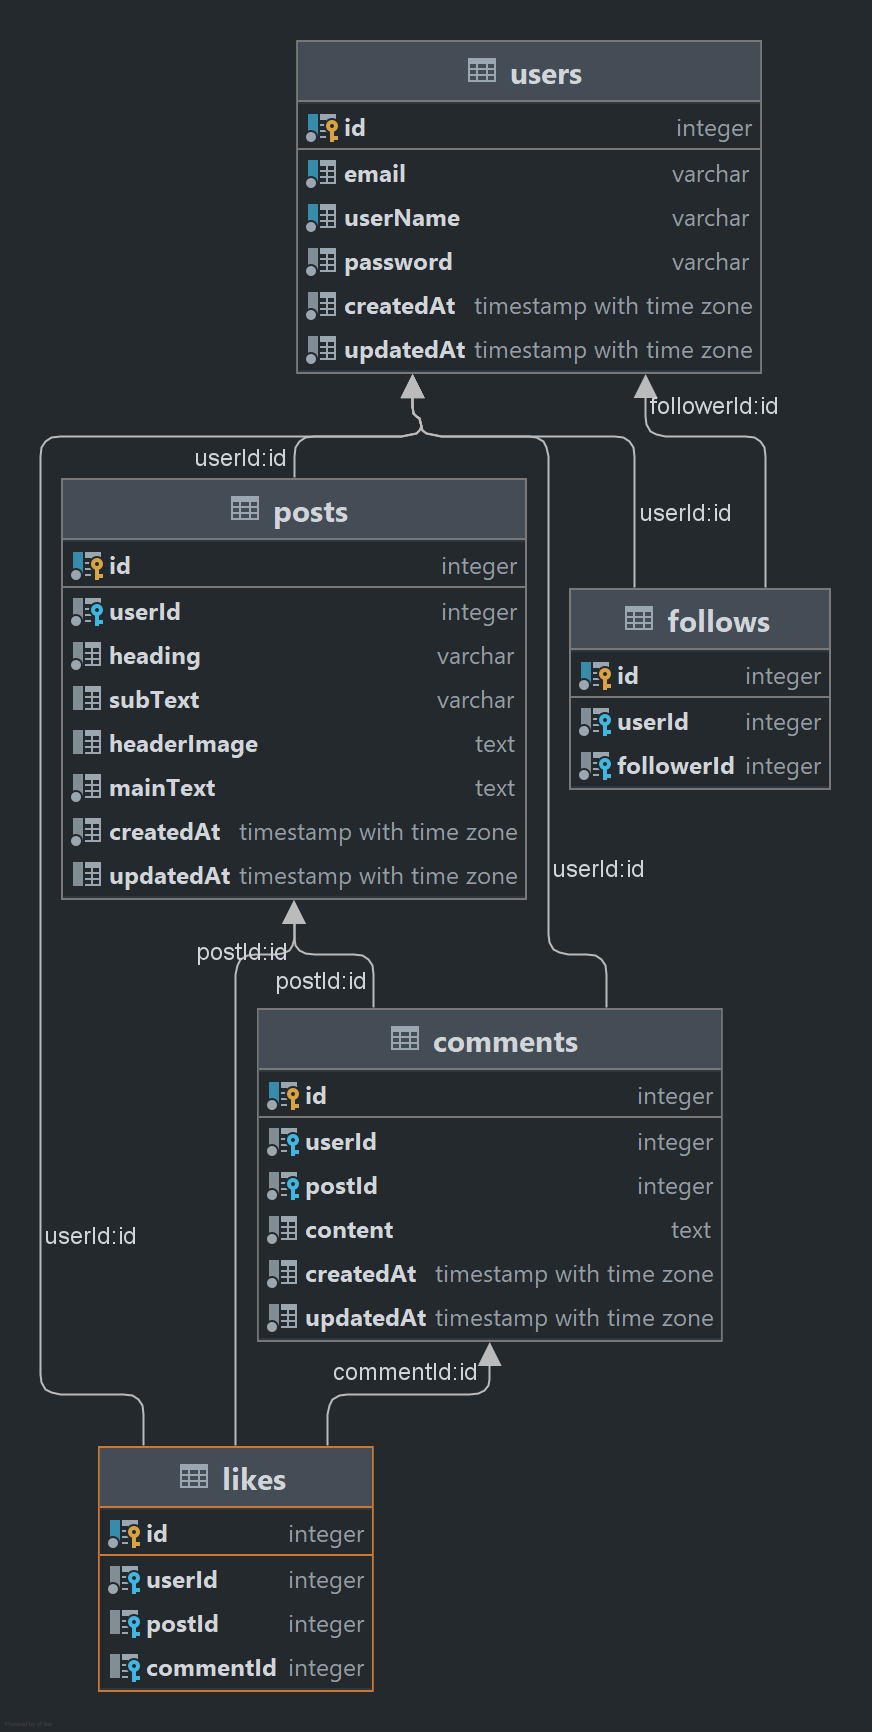 users
id integer
email varchar
userName varchar
password varchar
createdAt timestamp with time zone
updatedAt timestamp with time zone
followerId:id
userId:id
userId:id
posts
id integer
userId integer
heading varchar
subText varchar
headerImage text
mainText text
createdAt timestamp with time zone
updatedAt timestamp with time zone
follows
id integer
userId integer
followerId integer
userId:id
postId:id
postId:id
comments
id integer
userId integer
postId integer
content text
createdAt timestamp with time zone
updatedAt timestamp with time zone
userId:id
commentId:id
likes
id integer
userId integer
postId integer
commentId integer